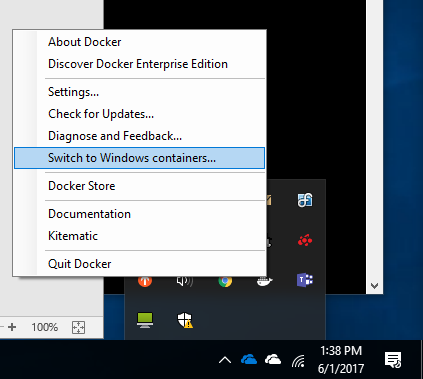 About Docker
Discover Docker Enterprise Edition
Settings...
Check for Updates...
Diagnose and Feedback...
Switch to Windows containers...
Docker Store
Documentation
Kitematic
Quit Docker
+ 100%
1:38 PM
6/1/2017